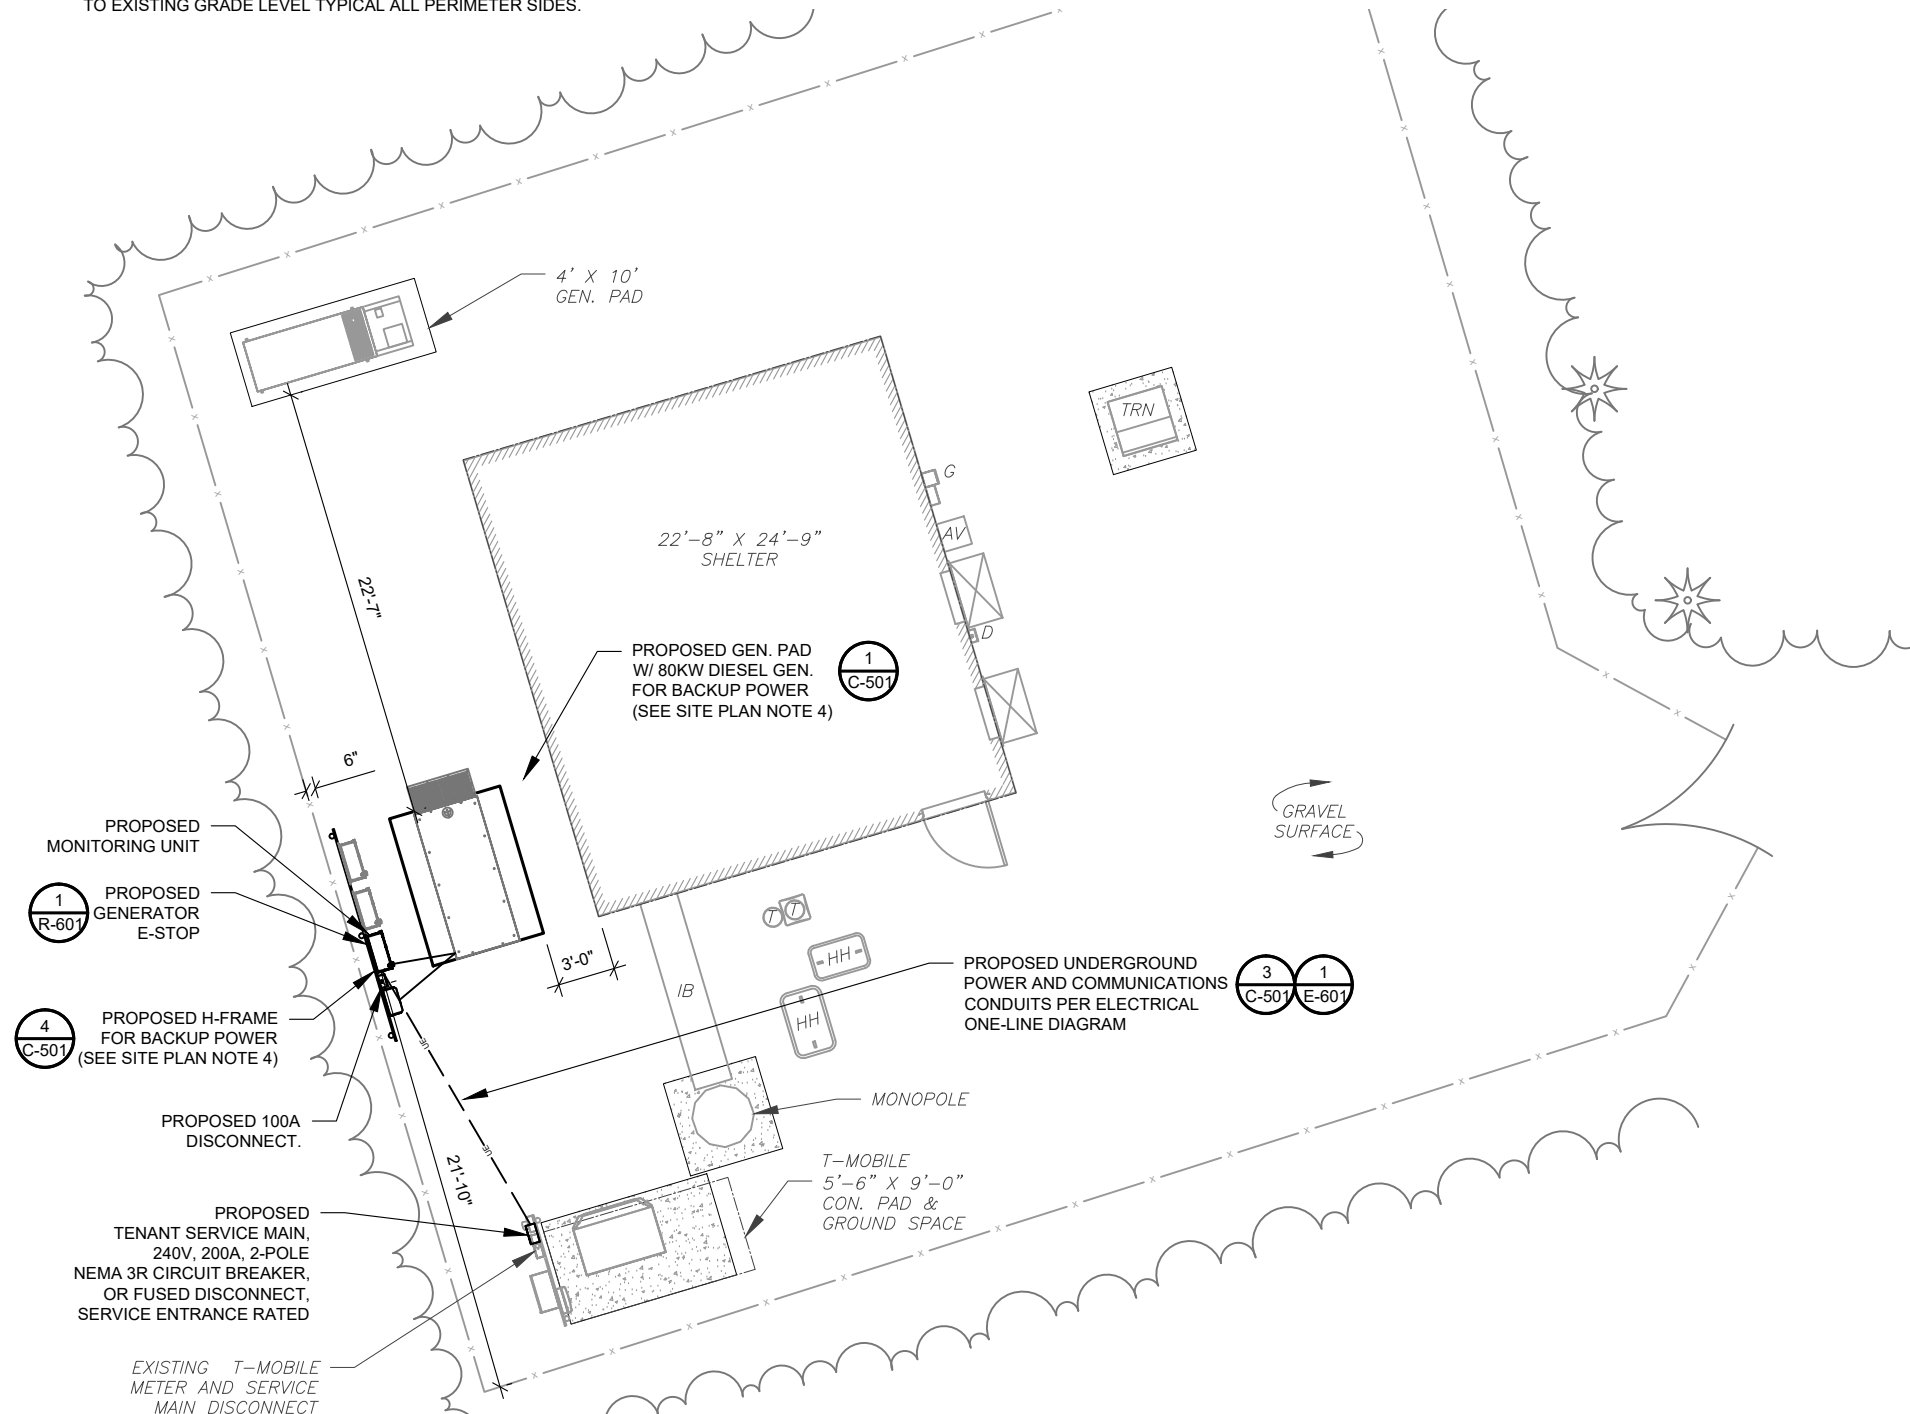 TO EXISTING GRADE LEVEL TYPICAL ALL PERIMETER SIDES.
4' X 10'
GEN. PAD
TRN
G
AV
22'-8" X 24'-9"
SHELTER
D
22'-7"
PROPOSED GEN. PAD
W/ 80KW DIESEL GEN.
FOR BACKUP POWER
(SEE SITE PLAN NOTE 4)
1
C-501
6"
GRAVEL
SURFACE
PROPOSED
MONITORING UNIT
1
R-601
PROPOSED
GENERATOR
E-STOP
T
T
HH
HH
3'-0"
IB
PROPOSED UNDERGROUND
POWER AND COMMUNICATIONS
CONDUITS PER ELECTRICAL
ONE-LINE DIAGRAM
3
C-501
1
E-601
4
C-501
PROPOSED H-FRAME
FOR BACKUP POWER
(SEE SITE PLAN NOTE 4)
UE
UE
MONOPOLE
PROPOSED 100A
DISCONNECT.
21'-10"
T-MOBILE
5'-6" X 9'-0"
CON. PAD &
GROUND SPACE
PROPOSED
TENANT SERVICE MAIN,
240V, 200A, 2-POLE
NEMA 3R CIRCUIT BREAKER,
OR FUSED DISCONNECT,
SERVICE ENTRANCE RATED
EXISTING T-MOBILE
METER AND SERVICE
MAIN DISCONNECT